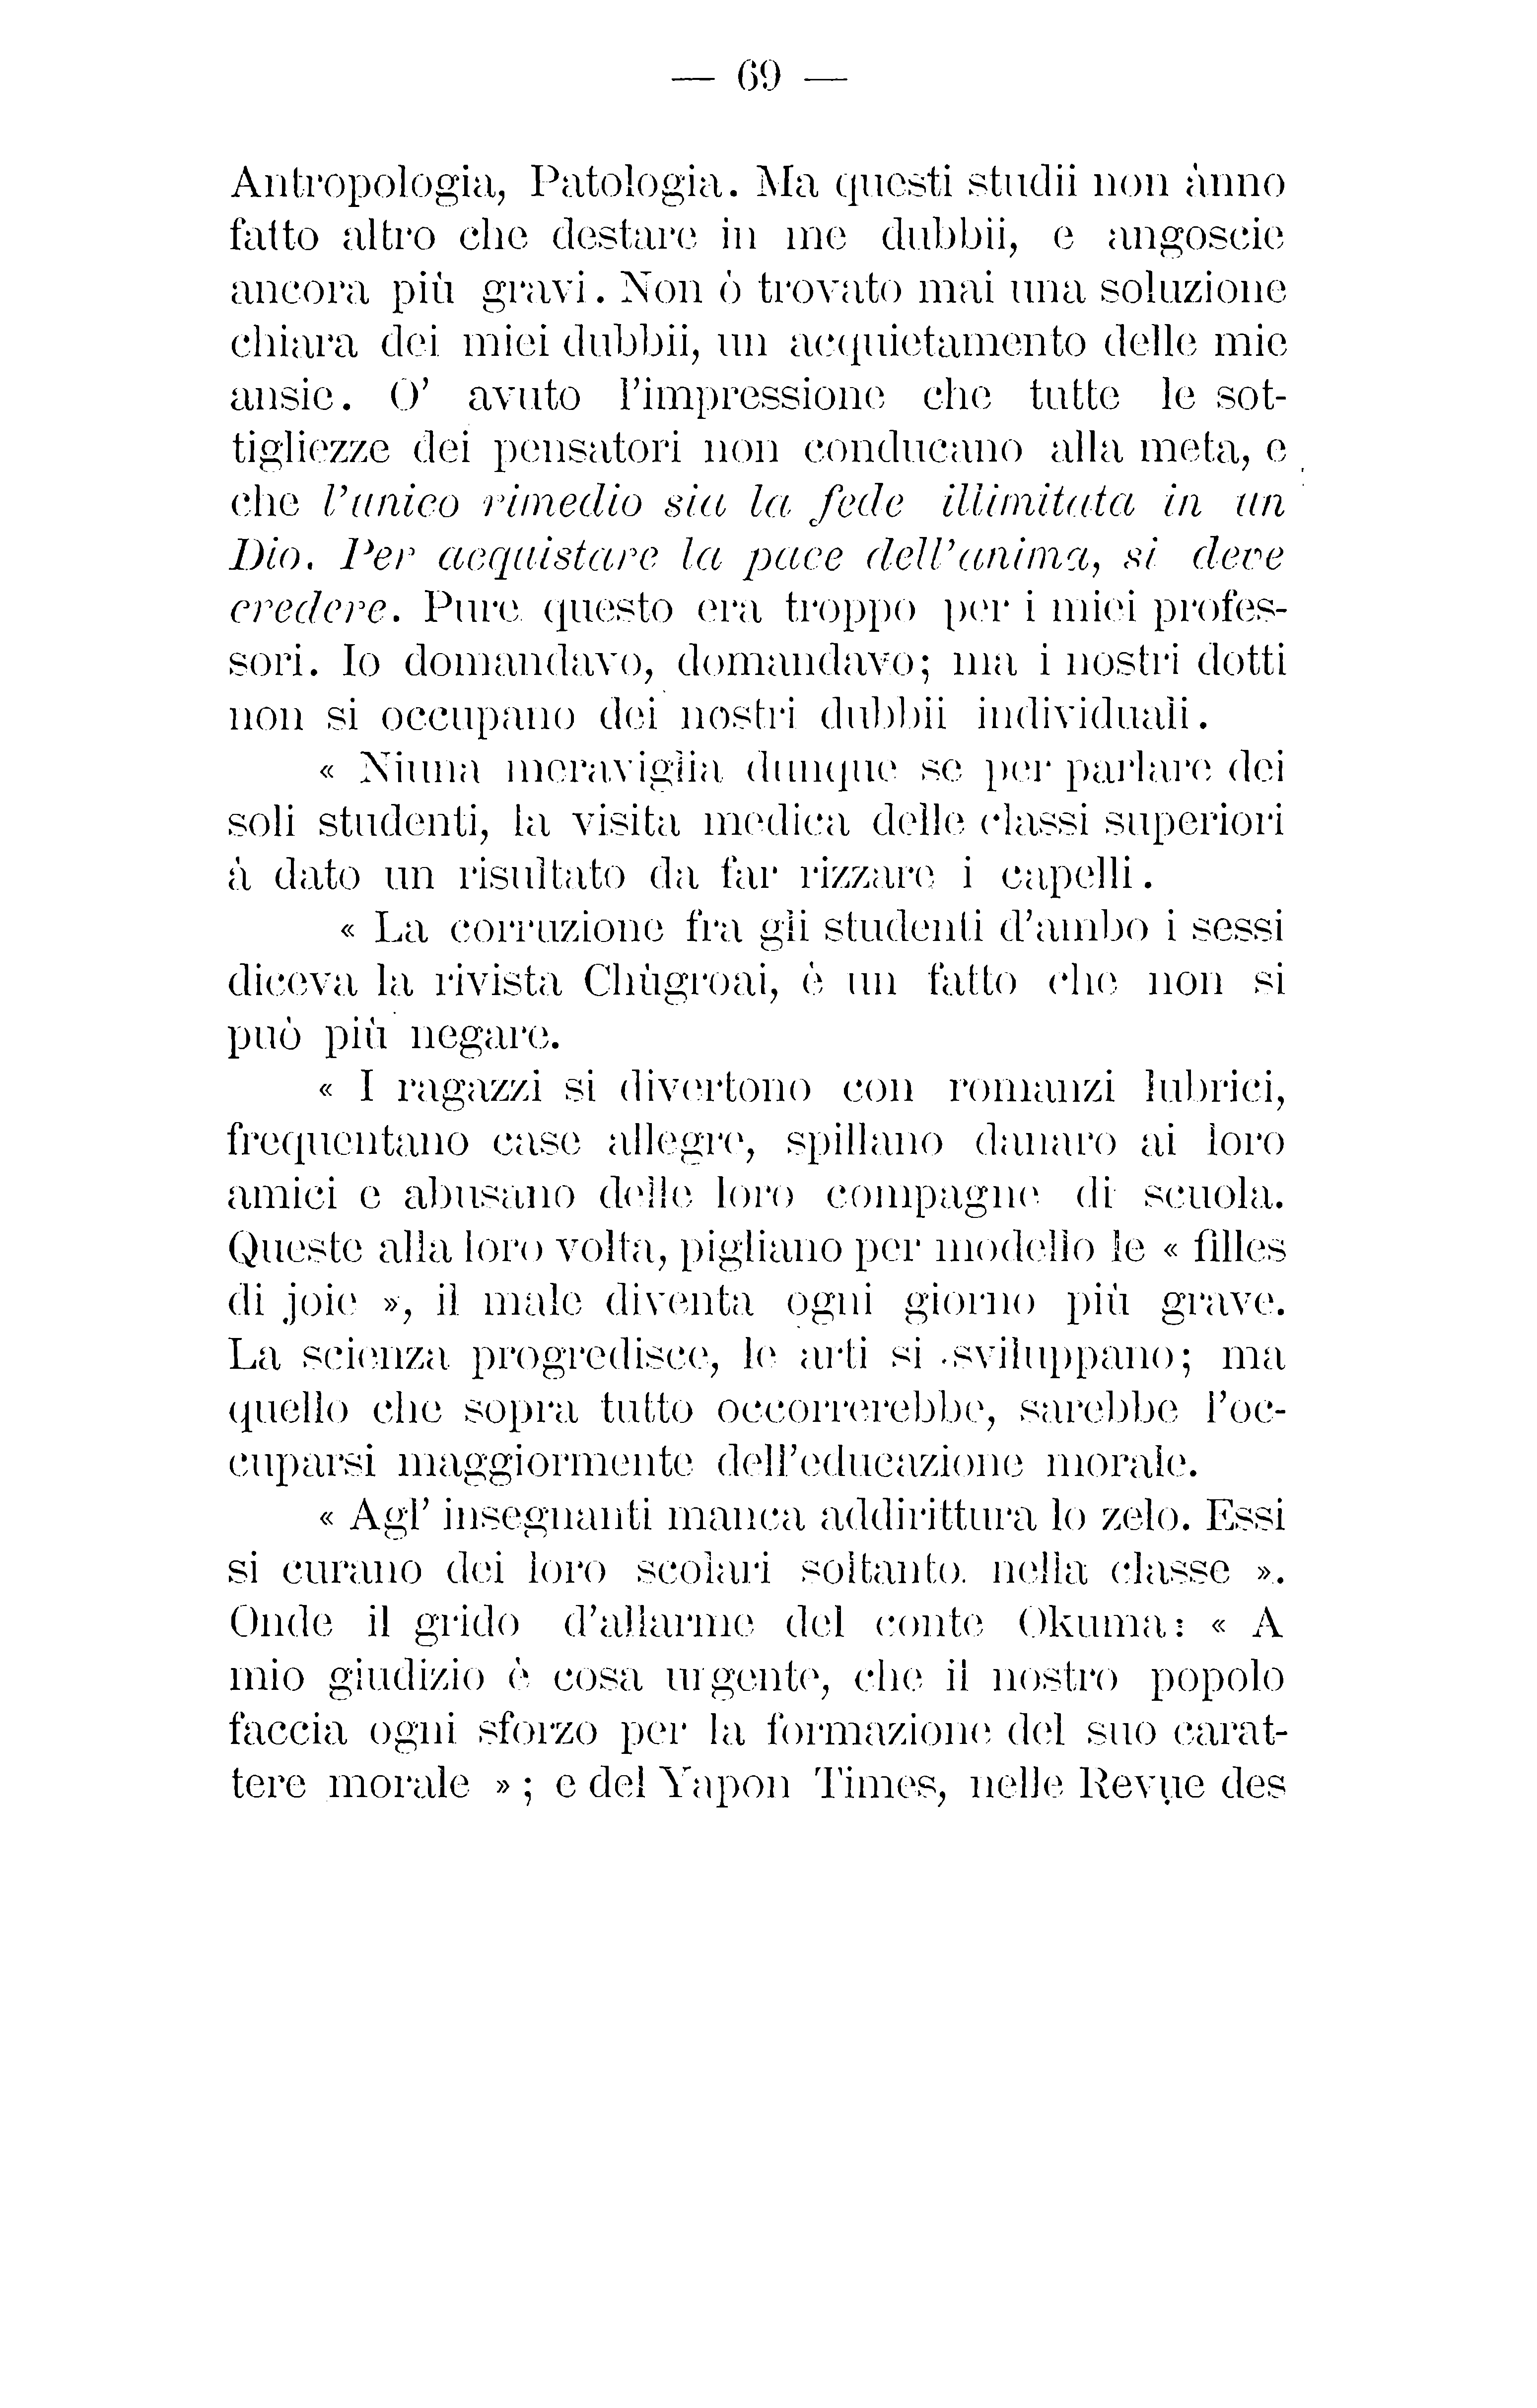 — 69 —
Antropologia, Patologia. Ma questi studii non ànno
fatto altro che destare in me dubbii, e angoscie
ancora più gravi. Non ò trovato mai una soluzione
chiara dei miei dubbii, un acquietamento delle mie
ansie. O' avuto l'impressione che tutte le sot-
tigliezze dei pensatori non conducano alla meta, e
che l'unico rimedio sia la fede illimitata in un
Dio. Per acquistare la pace dell'anima, si deve
credere. Pure questo era troppo per i miei profes-
sori. Io domandavo, domandavo; ma i nostri dotti
non si occupano dei nostri dubbii individuali.
« Niuna meraviglia dunque se per parlare dei
soli studenti, la visita medica delle classi superiori
à dato un risultato da far rizzare i capelli.
« La corruzione fra gli studenti d'ambo i sessi
diceva la rivista Chùgroai, è un fatto che non si
può più negare.
« I ragazzi si divertono con romanzi lubrici,
frequentano case allegre, spillano danaro ai loro
amici e abusano delle loro compagne di scuola.
Queste alla loro volta, pigliano per modello le « filles
di joie », il male diventa ogni giorno più grave.
La scienza progredisce, le arti si sviluppano; ma
quello che sopra tutto occorrerebbe, sarebbe l'oc-
cuparsi maggiormente dell'educazione morale.
« Agl' insegnanti manca addirittura lo zelo. Essi
si curano dei loro scolari soltanto. nella classe ».
Onde il grido d'allarme del conte Okuma: « A
mio giudizio è cosa urgente, che il nostro popolo
faccia ogni sforzo per la formazione del suo carat-
tere morale » ; e del Yapon Times, nelle Revue des